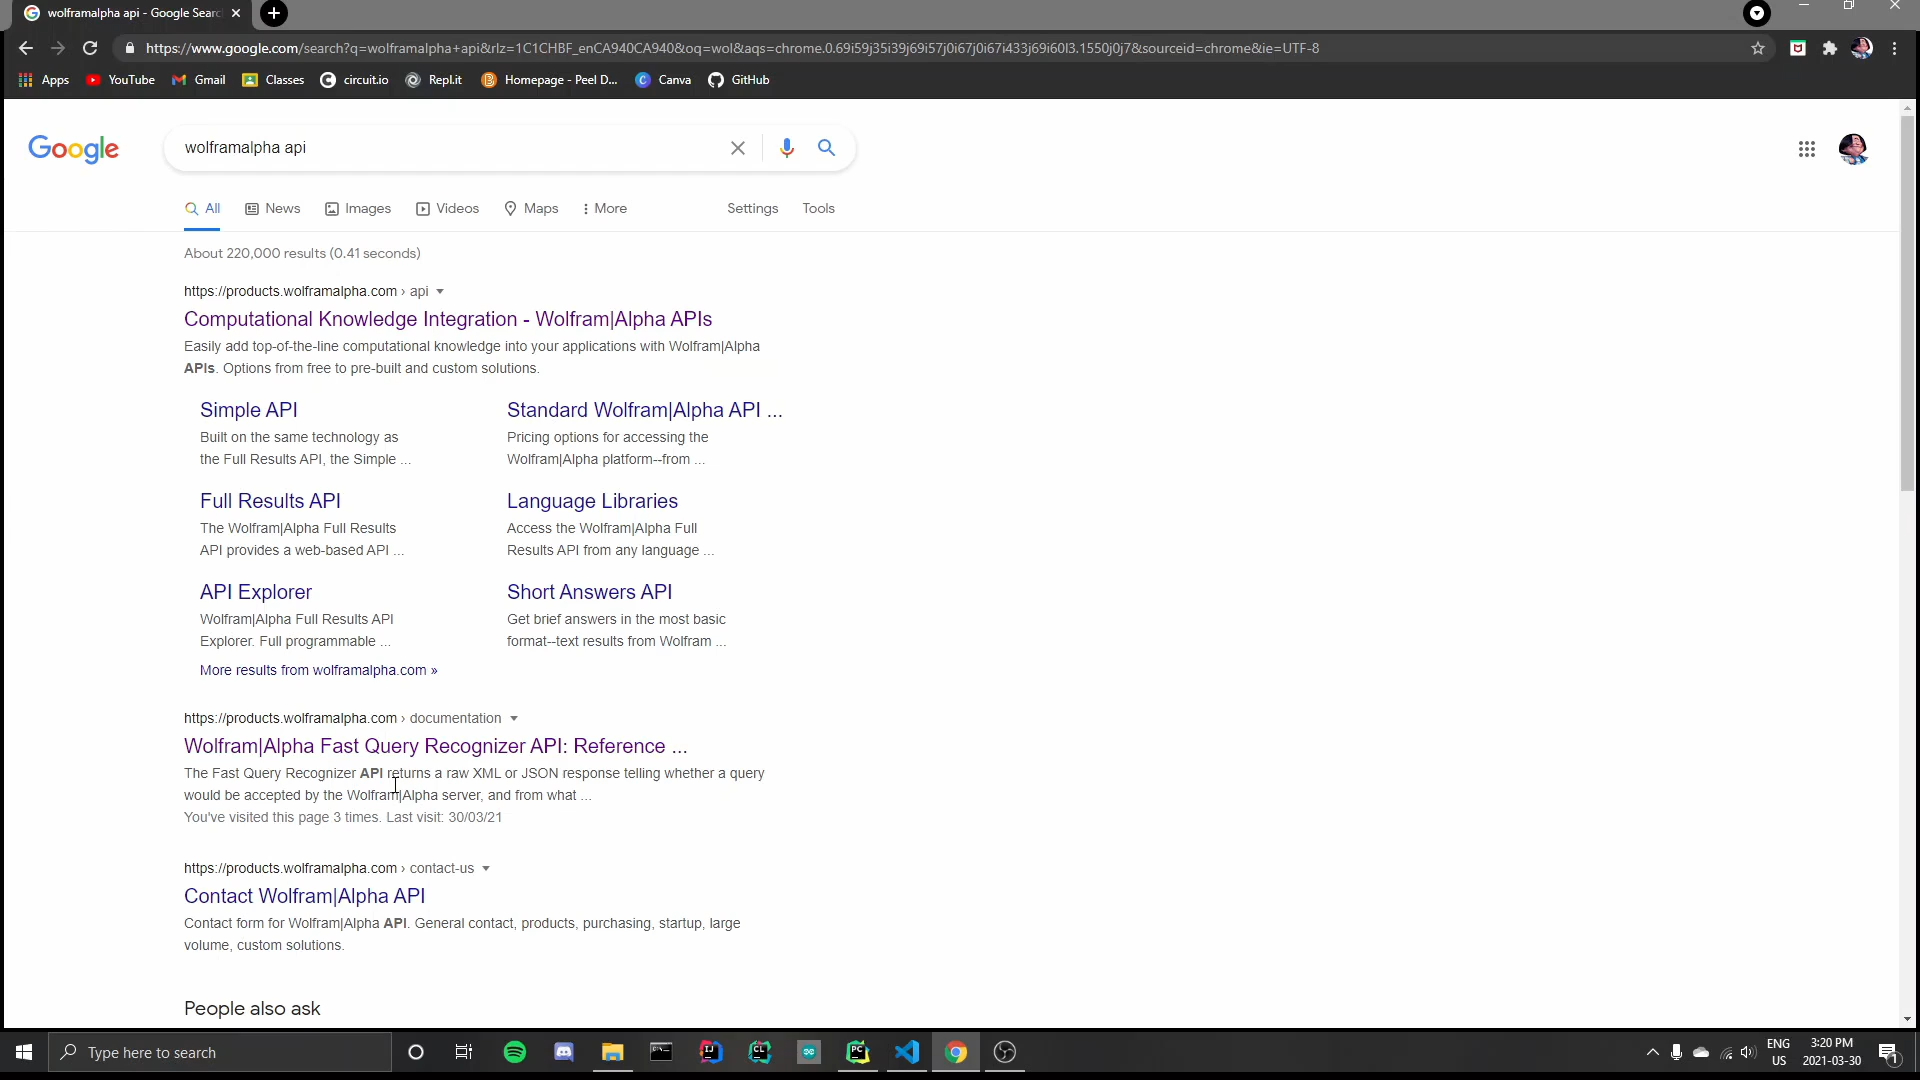 wolframalpha api - Google Searc
https://www.google.com/search?q=wolframalpha+api&rlz=1C1CHBF_enCA940CA940&oq=wol&aqs=chrome.0.69i59j35i39j69i57j0i67j0i67i433j69i60l3.1550j0j7&sourceid=chrome&ie=UTF-8
Apps YouTube Gmail Classes circuit.io Repl.it Homepage - Peel D... Canva GitHub
Google
wolframalpha api
All News Images Videos Maps More Settings Tools
About 220,000 results (0.41 seconds)
https://products.wolframalpha.com › api
Computational Knowledge Integration - Wolfram|Alpha APIs
Easily add top-of-the-line computational knowledge into your applications with Wolfram|Alpha
APIs. Options from free to pre-built and custom solutions.
Simple API
Built on the same technology as
the Full Results API, the Simple ...
Standard Wolfram|Alpha API ...
Pricing options for accessing the
Wolfram|Alpha platform--from ...
Full Results API
The Wolfram|Alpha Full Results
API provides a web-based API ...
Language Libraries
Access the Wolfram|Alpha Full
Results API from any language ...
API Explorer
Wolfram|Alpha Full Results API
Explorer. Full programmable ...
Short Answers API
Get brief answers in the most basic
format--text results from Wolfram ...
More results from wolframalpha.com »
https://products.wolframalpha.com › documentation
Wolfram|Alpha Fast Query Recognizer API: Reference ...
The Fast Query Recognizer API returns a raw XML or JSON response telling whether a query
would be accepted by the Wolfram|Alpha server, and from what ...
You've visited this page 3 times. Last visit: 30/03/21
https://products.wolframalpha.com › contact-us
Contact Wolfram|Alpha API
Contact form for Wolfram|Alpha API. General contact, products, purchasing, startup, large
volume, custom solutions.
People also ask
Type here to search
ENG
US
3:20 PM
2021-03-30
1